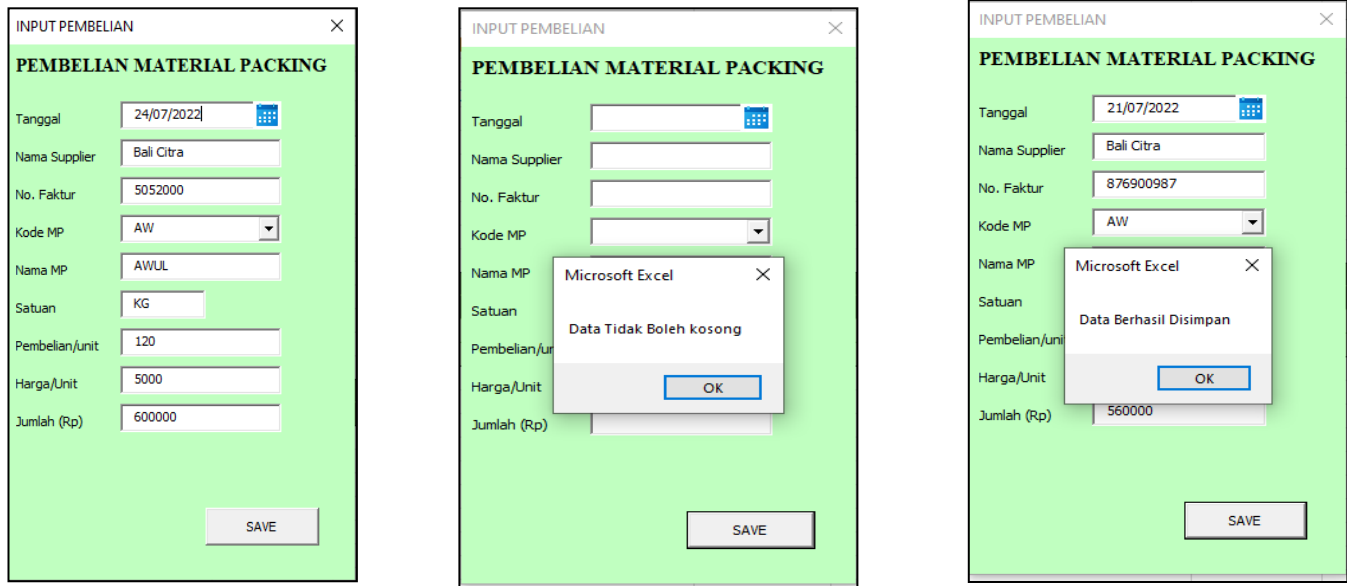 INPUT PEMBELIAN
PEMBELIAN MATERIAL PACKING
Tanggal 24/07/2022
Nama Supplier Bali Citra
No. Faktur 5052000
Kode MP AW
Nama MP AWUL
Satuan KG
Pembelian/unit 120
Harga/Unit 5000
Jumlah (Rp) 600000
SAVE
INPUT PEMBELIAN
PEMBELIAN MATERIAL PACKING
Tanggal
Nama Supplier
No. Faktur
Kode MP
Nama MP
Satuan
Pembelian/un
Harga/Unit
Jumlah (Rp)
Microsoft Excel
Data Tidak Boleh kosong
OK
SAVE
INPUT PEMBELIAN
PEMBELIAN MATERIAL PACKING
Tanggal 21/07/2022
Nama Supplier Bali Citra
No. Faktur 876900987
Kode MP AW
Nama MP
Satuan
Pembelian/uni
Harga/Unit
Jumlah (Rp) 560000
Microsoft Excel
Data Berhasil Disimpan
OK
SAVE